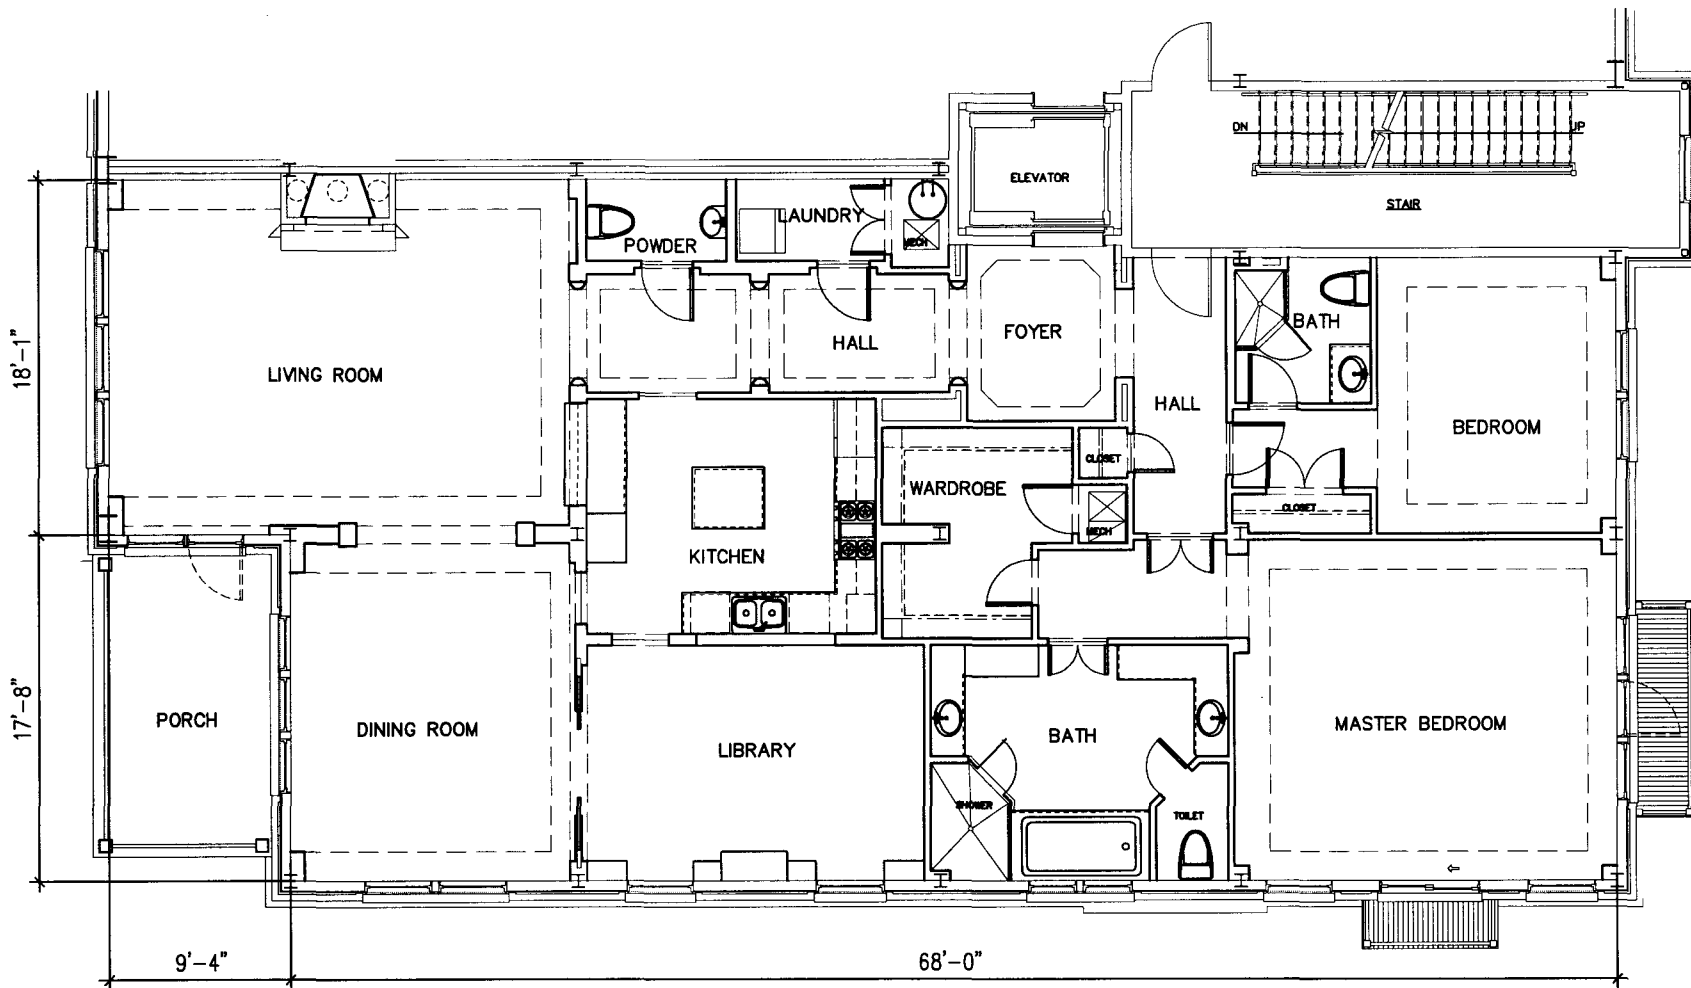 DN
UP
ELEVATOR
STAIR
LAUNDRY
POWDER
MECH
18'-1"
LIVING ROOM
HALL
FOYER
BATH
HALL
BEDROOM
CLOSET
WARDROBE
CLOSET
MECH
KITCHEN
17'-8"
PORCH
DINING ROOM
LIBRARY
BATH
MASTER BEDROOM
SHOWER
TOILET
9'-4"
68'-0"